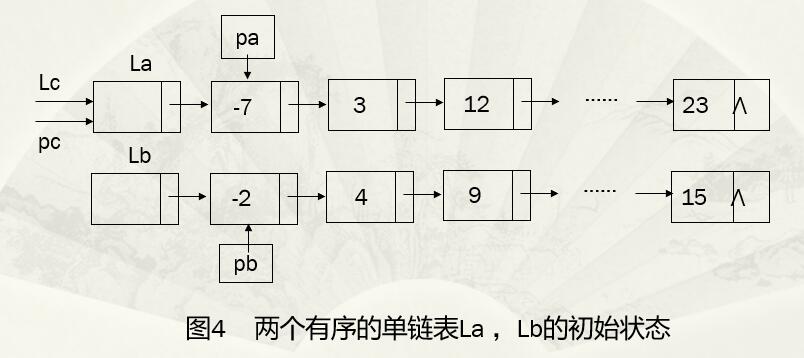 pa
La
Lc
-7 3 12 ...... 23 ∧
pc
Lb
-2 4 9 ...... 15 ∧
pb
图4 两个有序的单链表La ，Lb的初始状态